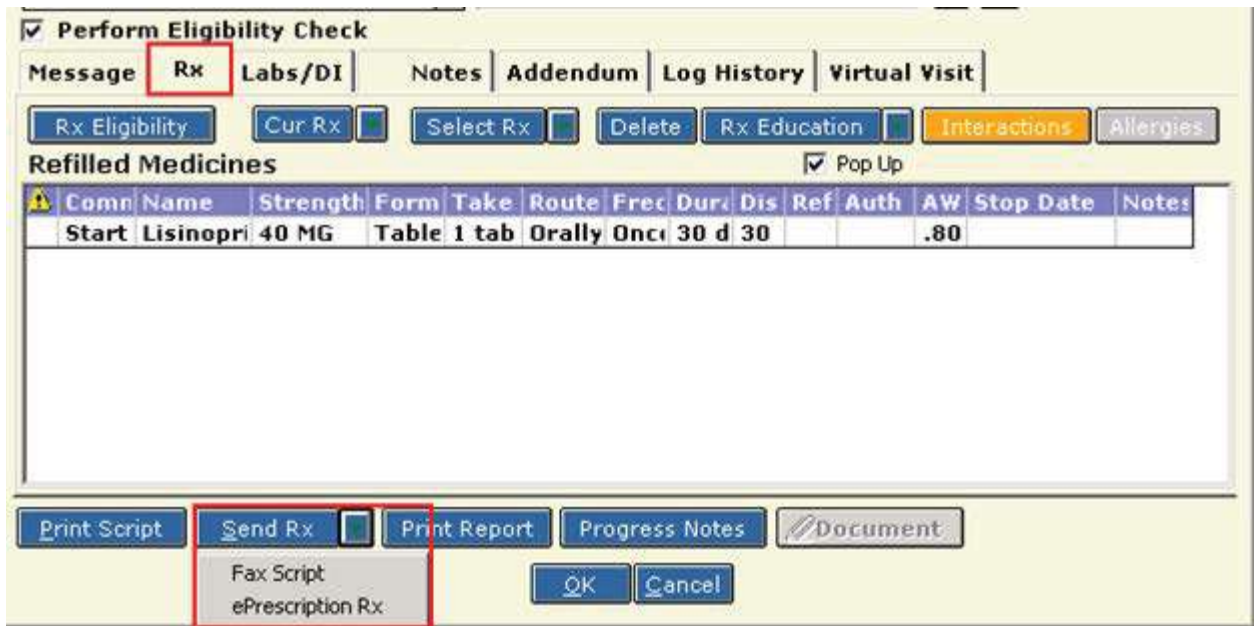 Perform Eligibility Check
Message Rx Labs/DI Notes Addendum Log History Virtual Visit
Rx Eligibility Cur Rx Select Rx Delete Rx Education Interactions Allergies
Refilled Medicines Pop Up
Comn Name Strength Form Take Route Frec Dura Dis Ref Auth AW Stop Date Notes
Start Lisinopri 40 MG Table 1 tab Orally Once 30 d 30 .80
Print Script Send Rx Print Report Progress Notes Document
Fax Script OK Cancel
ePrescription Rx